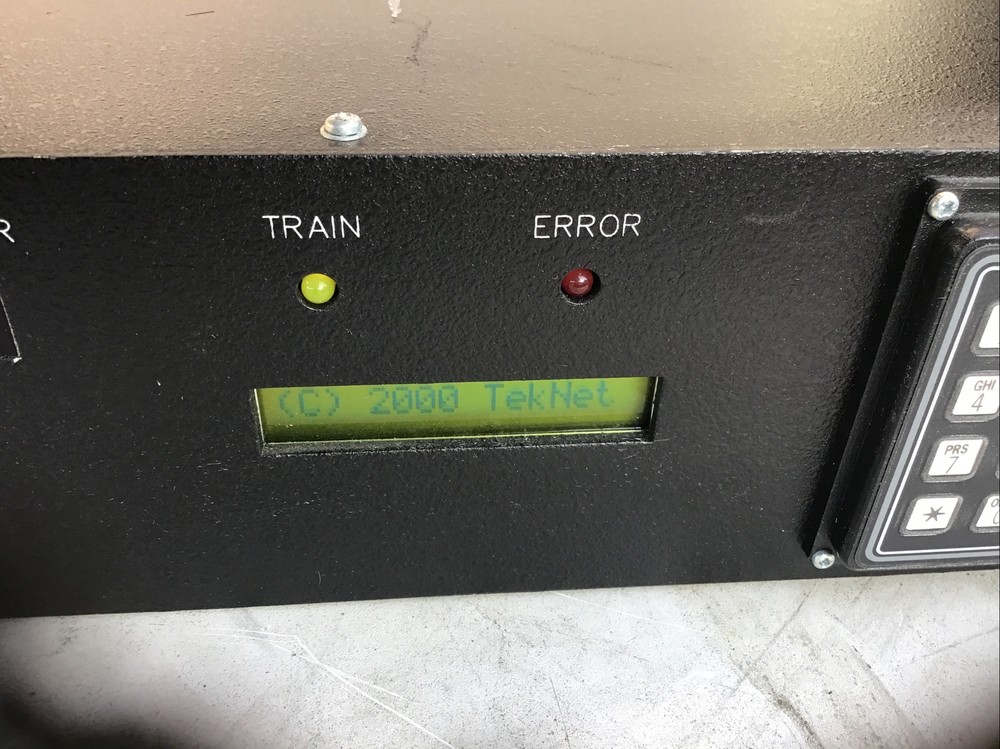 R
TRAIN
ERROR
(C) 2000 TekNet
GHI
4
PRS
7
*